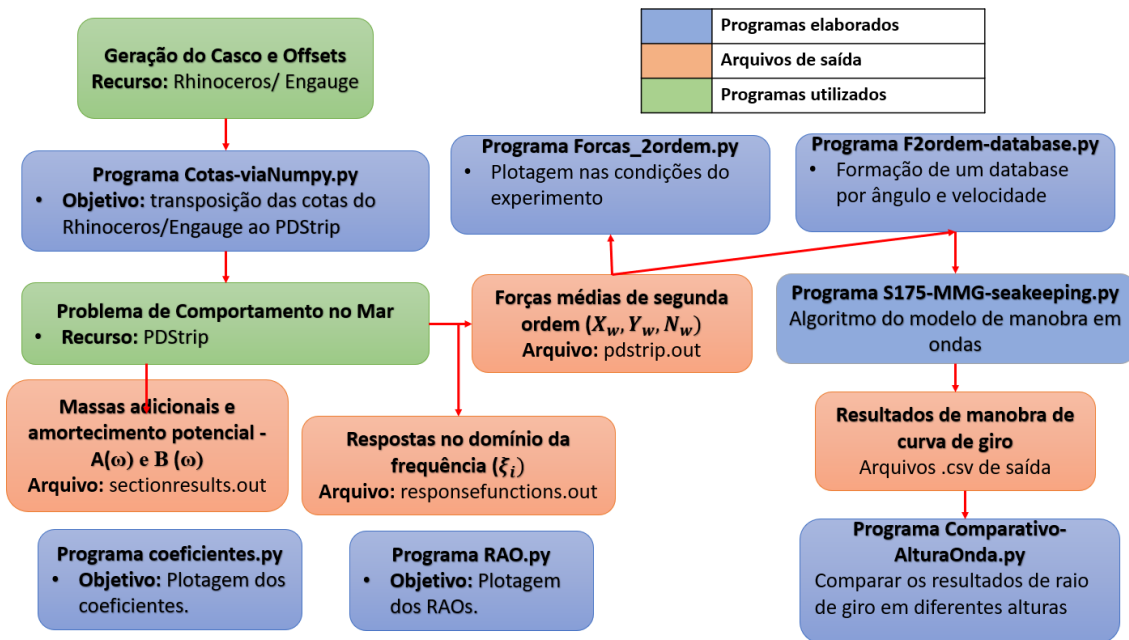 Geração do Casco e Offsets
Recurso: Rhinoceros/ Engauge
Programas elaborados
Arquivos de saída
Programas utilizados
Programa Cotas-viaNumpy.py
• Objetivo: transposição das cotas do
Rhinoceros/Engauge ao PDStrip
Programa Forcas_2ordem.py
• Plotagem nas condições do
experimento
Programa F2ordem-database.py
• Formação de um database
por ângulo e velocidade
Problema de Comportamento no Mar
• Recurso: PDStrip
Forças médias de segunda
ordem (X_w, Y_w, N_w)
Arquivo: pdstrip.out
Programa S175-MMG-seakeeping.py
Algoritmo do modelo de manobra em
ondas
Massas adicionais e
amortecimento potencial -
A(ω) e B (ω)
Arquivo: sectionresults.out
Respostas no domínio da
frequência (ξ_i)
Arquivo: responsefunctions.out
Resultados de manobra de
curva de giro
Arquivos .csv de saída
Programa coeficientes.py
• Objetivo: Plotagem dos
coeficientes.
Programa RAO.py
• Objetivo: Plotagem
dos RAOs.
Programa Comparativo-
AlturaOnda.py
Comparar os resultados de raio
de giro em diferentes alturas